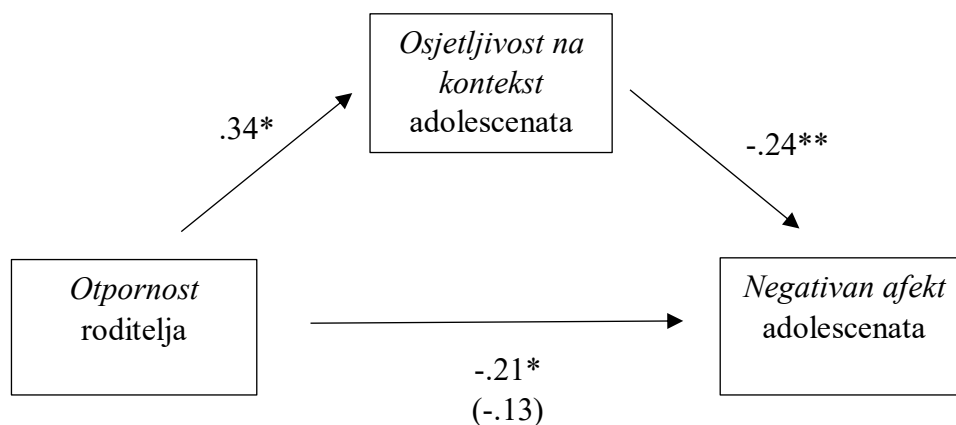 Osjetljivost na
kontekst
adolescenata
.34*
-.24**
Otpornost
roditelja
Negativan afekt
adolescenata
-.21*
(-.13)